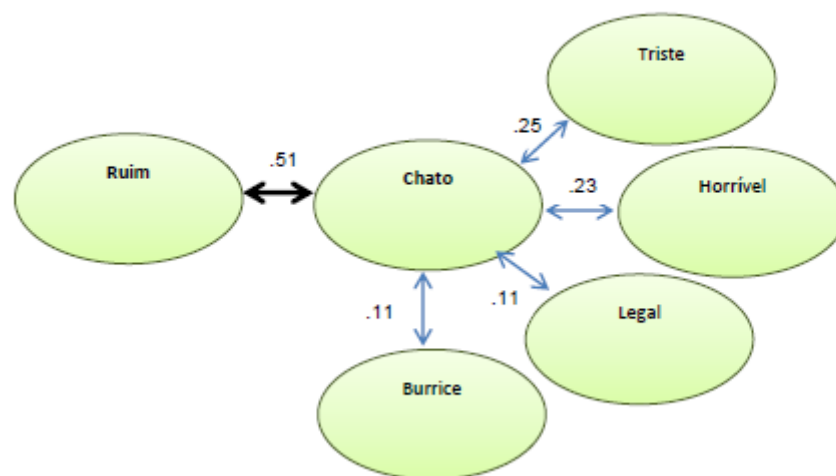 Triste
.25
.51
Ruim
Chato
.23
Horrível
.11
.11
Legal
Burrice